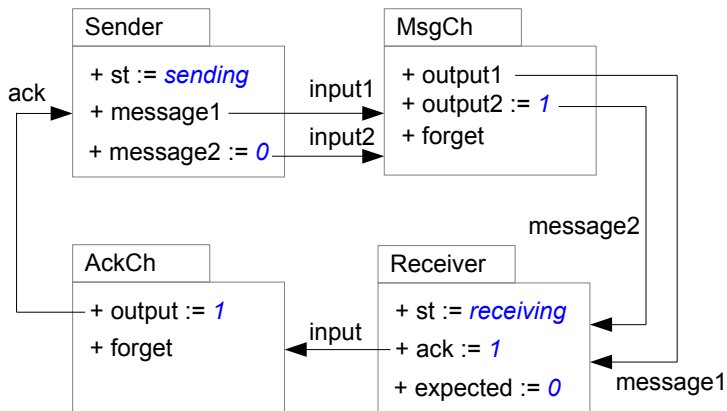 Sender
+ st := sending
+ message1
+ message2 := 0
ack
input1
input2
MsgCh
+ output1
+ output2 := 1
+ forget
message2
message1
AckCh
+ output := 1
+ forget
input
Receiver
+ st := receiving
+ ack := 1
+ expected := 0